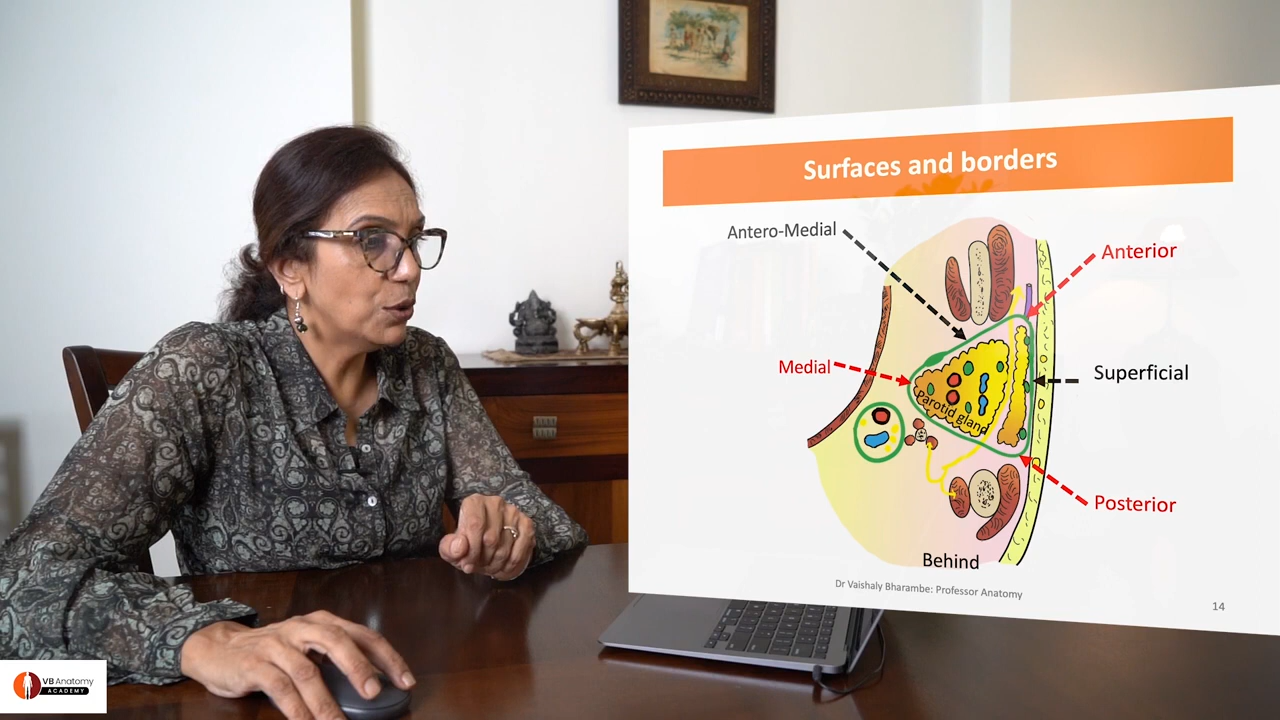 Surfaces and borders
Antero-Medial
Anterior
Medial
Superficial
Parotid gland
Posterior
Behind
Dr Vaishaly Bharambe: Professor Anatomy
14
VB Anatomy
ACADEMY